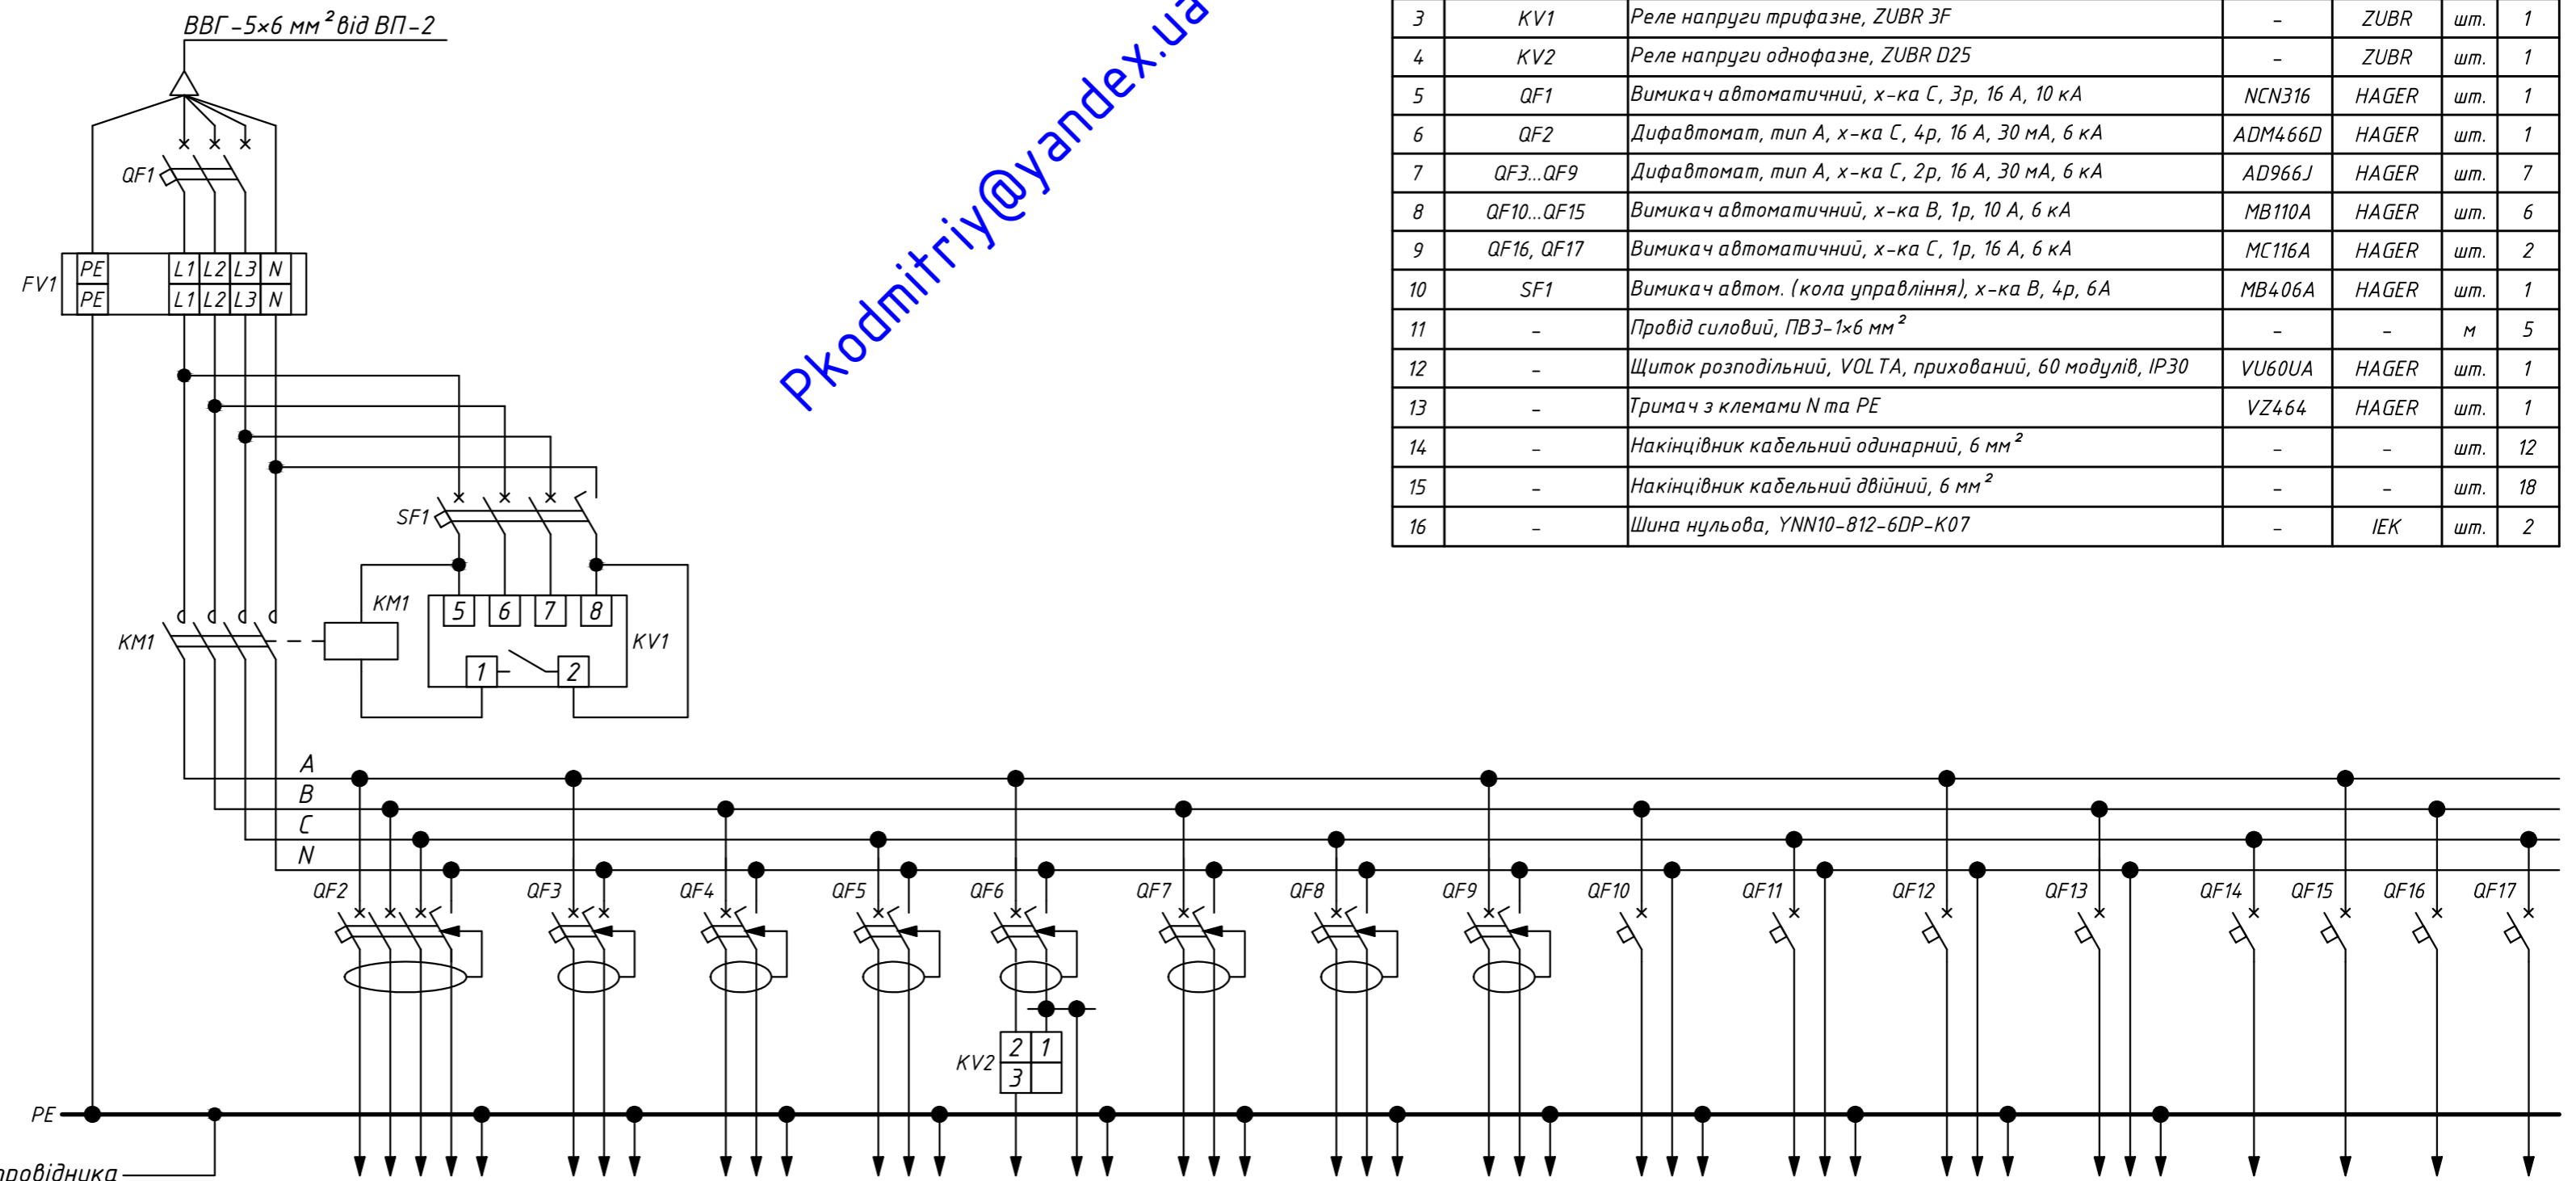 ВВГ-5×6 мм² від ВП-2
QF1
FV1
PE L1 L2 L3 N
PE L1 L2 L3 N
SF1
KM1
5 6 7 8
KM1
KV1
1 2
A
B
C
N
QF2 QF3 QF4 QF5 QF6 QF7 QF8 QF9 QF10 QF11 QF12 QF13 QF14 QF15 QF16 QF17
KV2
2 1
3
PE
Pkodmitriy@yandex.ua
3 KV1 Реле напруги трифазне, ZUBR 3F - ZUBR шт. 1
4 KV2 Реле напруги однофазне, ZUBR D25 - ZUBR шт. 1
5 QF1 Вимикач автоматичний, х-ка С, 3р, 16 А, 10 кА NCN316 HAGER шт. 1
6 QF2 Дифавтомат, тип А, х-ка С, 4р, 16 А, 30 мА, 6 кА ADM466D HAGER шт. 1
7 QF3...QF9 Дифавтомат, тип А, х-ка С, 2р, 16 А, 30 мА, 6 кА AD966J HAGER шт. 7
8 QF10...QF15 Вимикач автоматичний, х-ка В, 1р, 10 А, 6 кА MB110A HAGER шт. 6
9 QF16, QF17 Вимикач автоматичний, х-ка С, 1р, 16 А, 6 кА MC116A HAGER шт. 2
10 SF1 Вимикач автом. (кола управління), х-ка В, 4р, 6А MB406A HAGER шт. 1
11 - Провід силовий, ПВ3-1×6 мм² - - м 5
12 - Щиток розподільний, VOLTA, прихований, 60 модулів, IP30 VU60UA HAGER шт. 1
13 - Тримач з клемами N та PE VZ464 HAGER шт. 1
14 - Накінцівник кабельний одинарний, 6 мм² - - шт. 12
15 - Накінцівник кабельний двійний, 6 мм² - - шт. 18
16 - Шина нульова, YNN10-812-6DP-K07 - IEK шт. 2